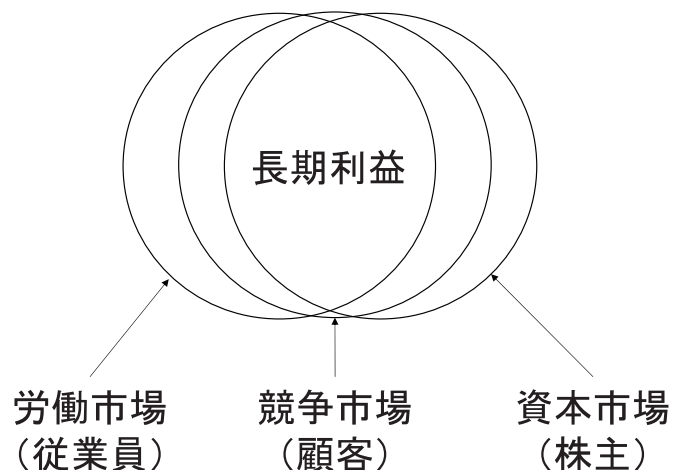 長期利益
労働市場
(従業員)
競争市場
(顧客)
資本市場
(株主)